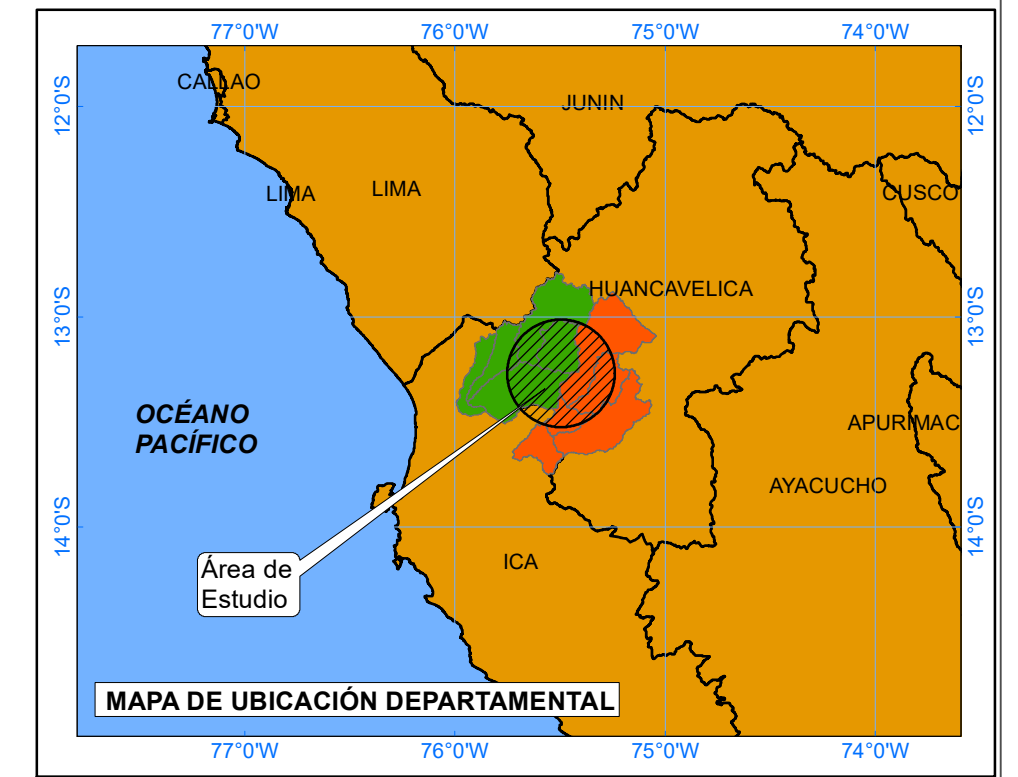 77°0'W 76°0'W 75°0'W 74°0'W
CALLAO
12°0'S
JUNIN
12°0'S
LIMA
LIMA
CUSCO
HUANCAVELICA
13°0'S
13°0'S
OCÉANO
PACÍFICO
APURIMAC
AYACUCHO
14°0'S
14°0'S
ICA
Área de
Estudio
MAPA DE UBICACIÓN DEPARTAMENTAL
77°0'W 76°0'W 75°0'W 74°0'W